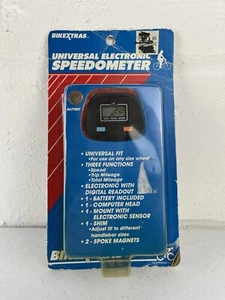 BIKEXTRAS
UNIVERSAL ELECTRONIC
SPEEDOMETER
BATTERY
• UNIVERSAL FIT
• For use on any size wheel
• THREE FUNCTIONS
• Speed
• Trip Mileage
• Total Mileage
• ELECTRONIC WITH
DIGITAL READOUT
• 1 - BATTERY INCLUDED
• 1 - COMPUTER HEAD
• 1 - MOUNT WITH
ELECTRONIC SENSOR
• 1 - SHIM
• Adjust fit to different
handlebar sizes
• 2 - SPOKE MAGNETS